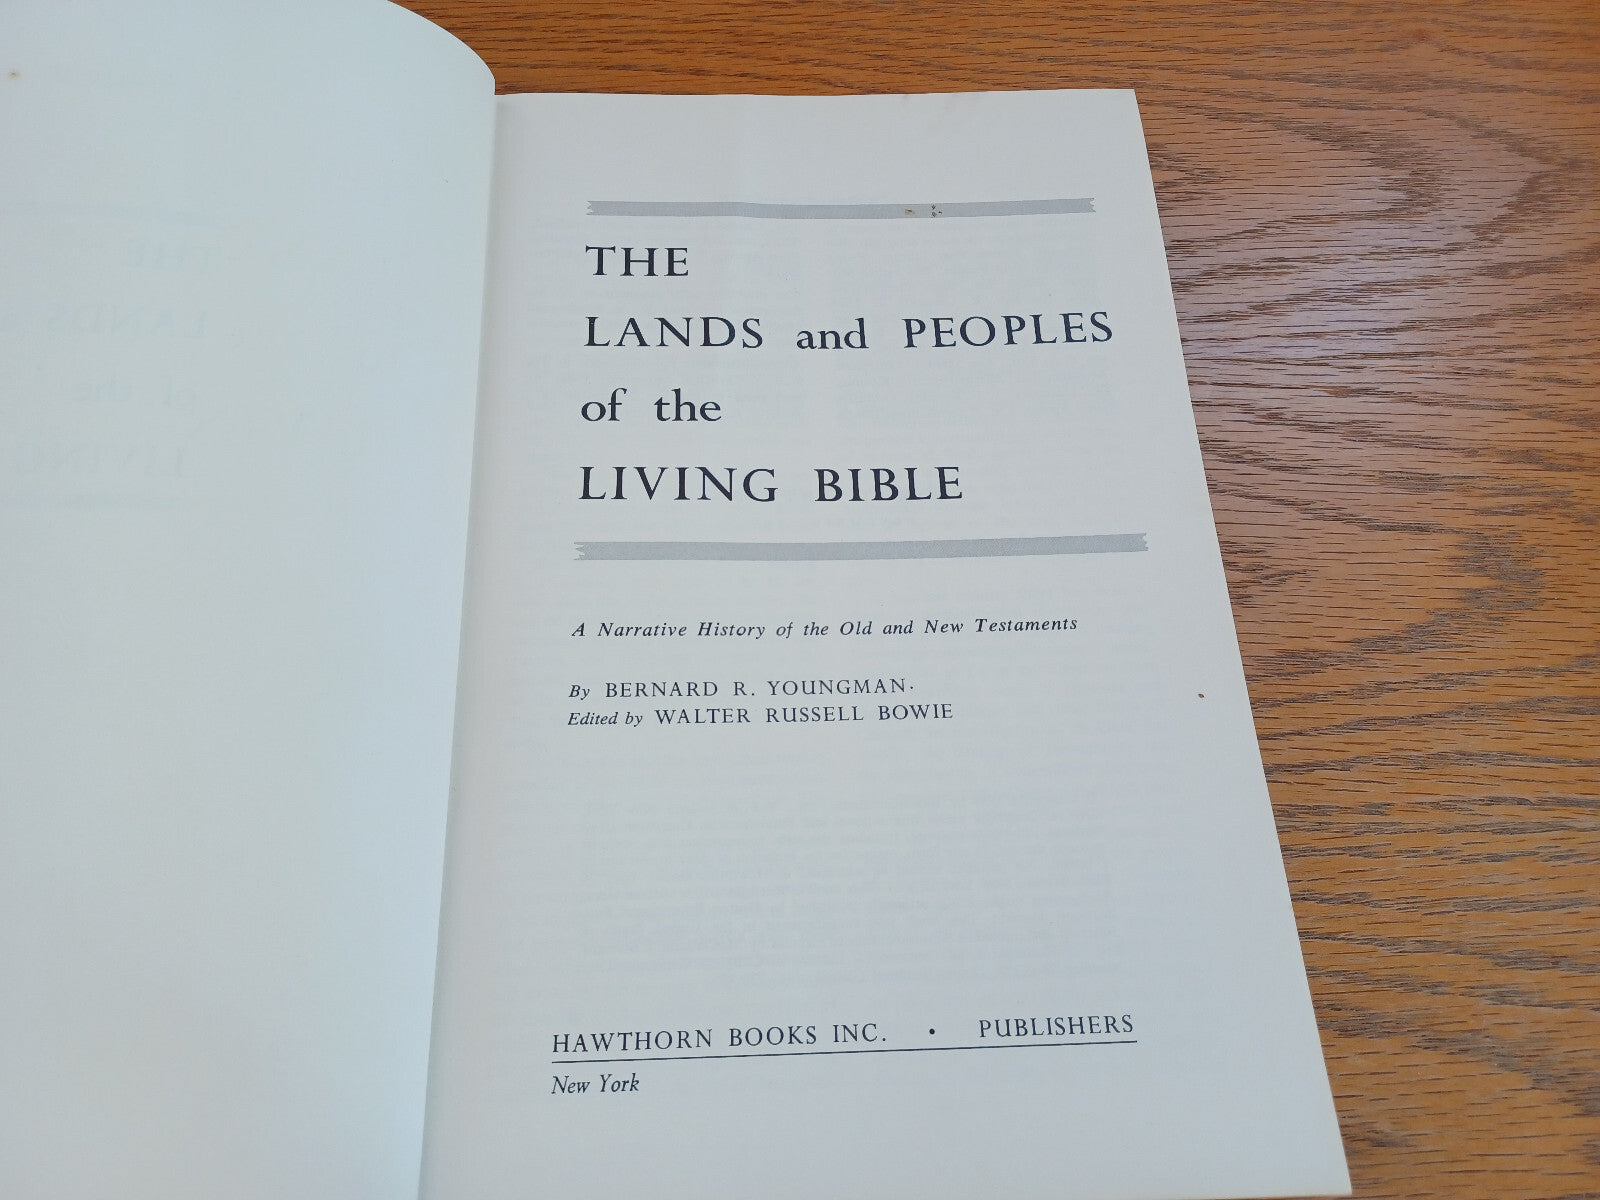 THE
LANDS and PEOPLES
of the
LIVING BIBLE
A Narrative History of the Old and New Testaments
By BERNARD R. YOUNGMAN.
Edited by WALTER RUSSELL BOWIE
HAWTHORN BOOKS INC. • PUBLISHERS
New York